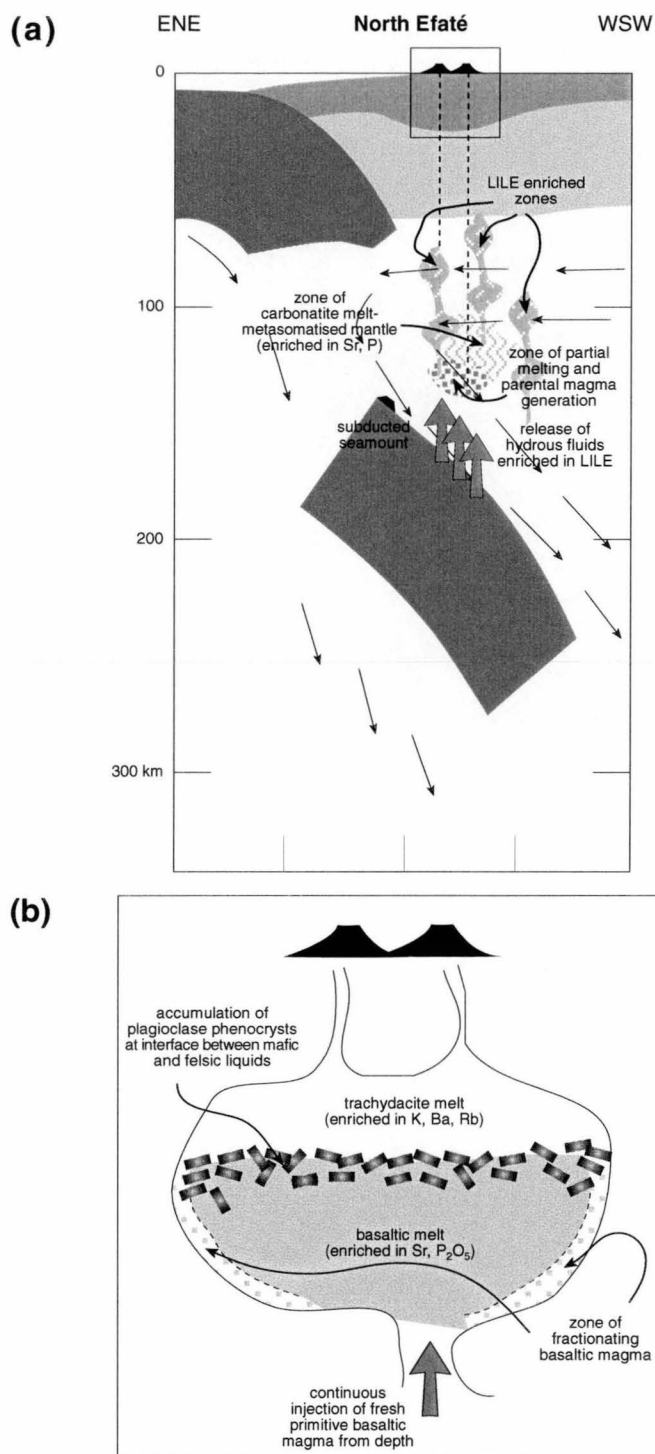 (a)
ENE North Efaté WSW
0
LILE enriched
zones
100
zone of
carbonatite melt-
metasomatised mantle
(enriched in Sr, P)
zone of partial
melting and
parental magma
generation
subducted
seamount
release of
hydrous fluids
enriched in LILE
200
300 km
(b)
accumulation of
plagioclase phenocrysts
at interface between mafic
and felsic liquids
trachydacite melt
(enriched in K, Ba, Rb)
basaltic melt
(enriched in Sr, P₂O₅)
zone of
fractionating
basaltic magma
continuous
injection of fresh
primitive basaltic
magma from depth